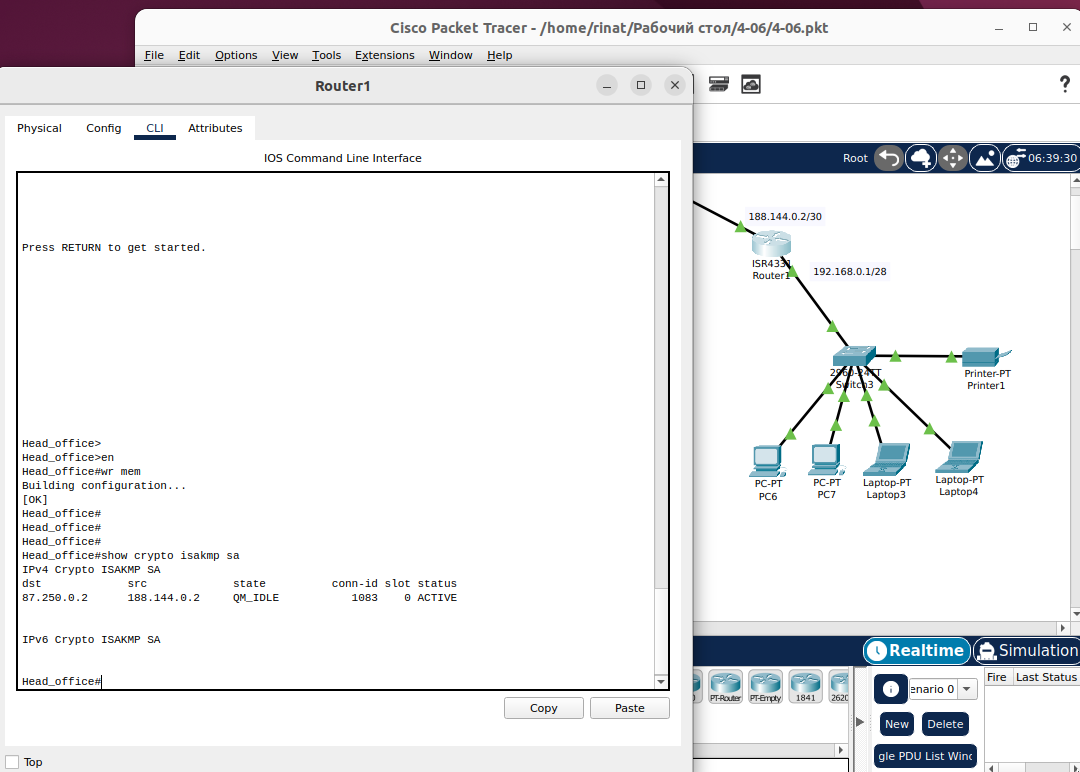 Cisco Packet Tracer - /home/rinat/Рабочий стол/4-06/4-06.pkt
File Edit Options View Tools Extensions Window Help
Router1
?
Physical Config CLI Attributes
IOS Command Line Interface
Root
06:39:30
Press RETURN to get started.
Head_office>
Head_office>en
Head_office#wr mem
Building configuration...
[OK]
Head_office#
Head_office#
Head_office#
Head_office#show crypto isakmp sa
IPv4 Crypto ISAKMP SA
dst src state conn-id slot status
87.250.0.2 188.144.0.2 QM_IDLE 1083 0 ACTIVE
IPv6 Crypto ISAKMP SA
Head_office#
Copy Paste
Top
188.144.0.2/30
ISR4331
Router1
192.168.0.1/28
2960-24TT
Switch3
Printer-PT
Printer1
PC-PT
PC6
PC-PT
PC7
Laptop-PT
Laptop3
Laptop-PT
Laptop4
Realtime Simulation
PT-Router PT-Empty 1841 2620
enario 0
New Delete
gle PDU List Winc
Fire Last Status